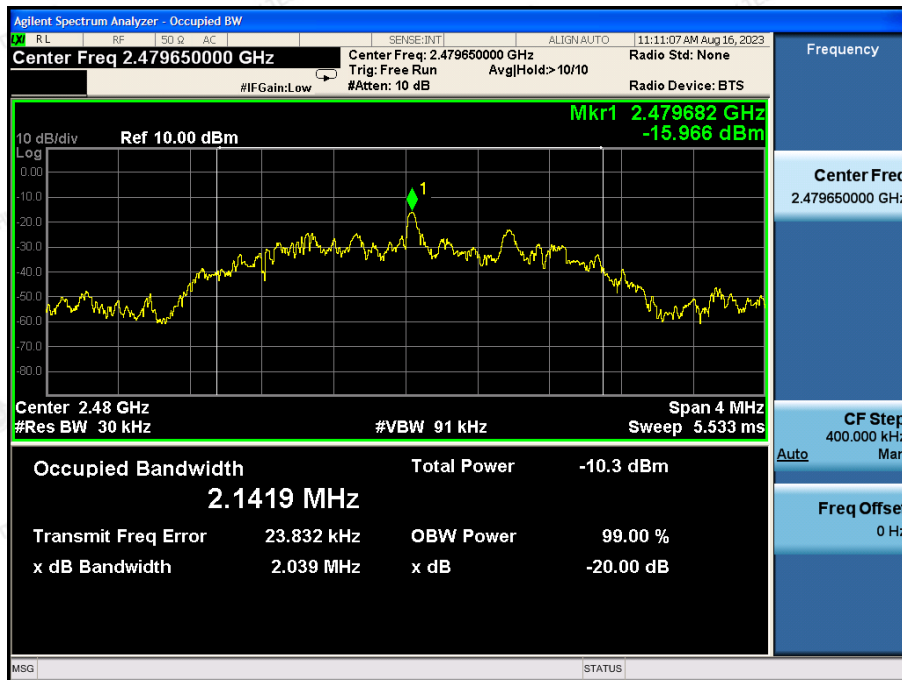 Agilent Spectrum Analyzer - Occupied BW
LXI RL RF 50 Ω AC SENSE:INT ALIGN AUTO 11:11:07 AM Aug 16, 2023
Center Freq 2.479650000 GHz
Center Freq: 2.479650000 GHz
Radio Std: None
Trig: Free Run Avg|Hold:>10/10
#IFGain:Low
#Atten: 10 dB
Radio Device: BTS
Mkr1 2.479682 GHz
-15.966 dBm
10 dB/div Ref 10.00 dBm
Log
0.00
-10.0
-20.0
-30.0
-40.0
-50.0
-60.0
-70.0
-80.0
1
Center 2.48 GHz
Span 4 MHz
#Res BW 30 kHz
#VBW 91 kHz
Sweep 5.533 ms
Occupied Bandwidth
2.1419 MHz
Total Power -10.3 dBm
Transmit Freq Error 23.832 kHz
OBW Power 99.00 %
x dB Bandwidth 2.039 MHz
x dB -20.00 dB
MSG
STATUS
Frequency
Center Freq
2.479650000 GHz
CF Step
400.000 kHz
Auto Man
Freq Offset
0 Hz